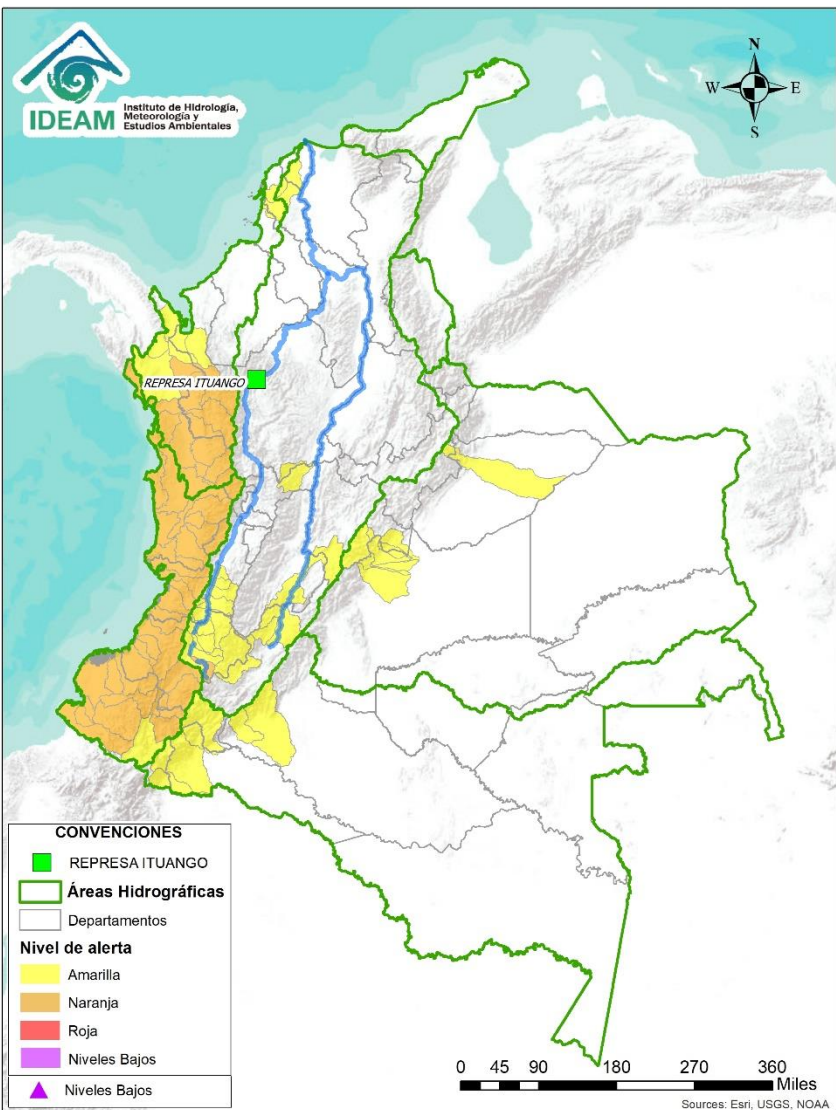 IDEAM
Instituto de Hidrología,
Meteorología y
Estudios Ambientales
N
W
E
S
REPRESA ITUANGO
CONVENCIONES
REPRESA ITUANGO
Áreas Hidrográficas
Departamentos
Nivel de alerta
Amarilla
Naranja
Roja
Niveles Bajos
Niveles Bajos
0 45 90 180 270 360
Miles
Sources: Esri, USGS, NOAA